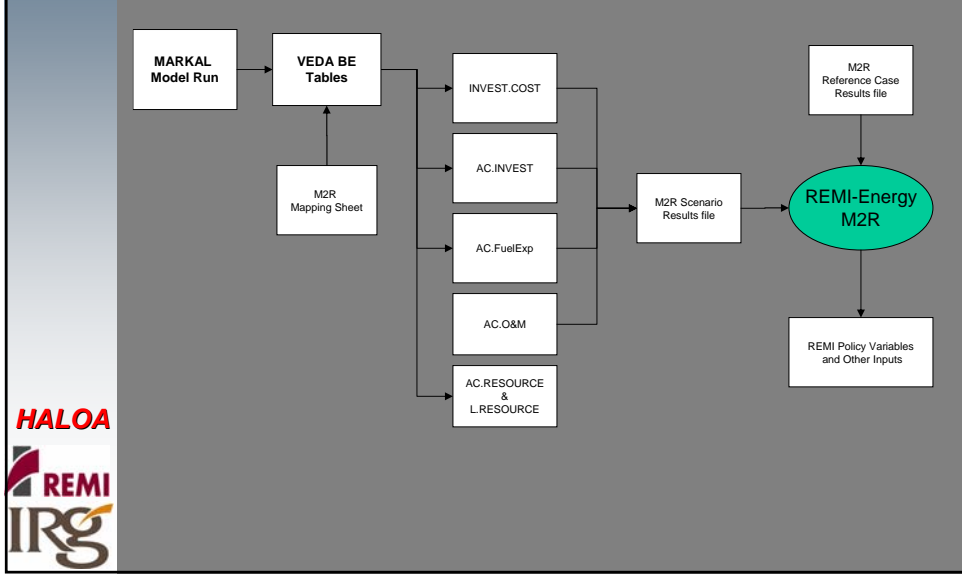 MARKAL
Model Run
VEDA BE
Tables
M2R
Mapping Sheet
INVEST.COST
AC.INVEST
AC.FuelExp
AC.O&M
AC.RESOURCE
&
L.RESOURCE
M2R Scenario
Results file
M2R
Reference Case
Results file
REMI-Energy
M2R
REMI Policy Variables
and Other Inputs
HALOA
REMI
IRg